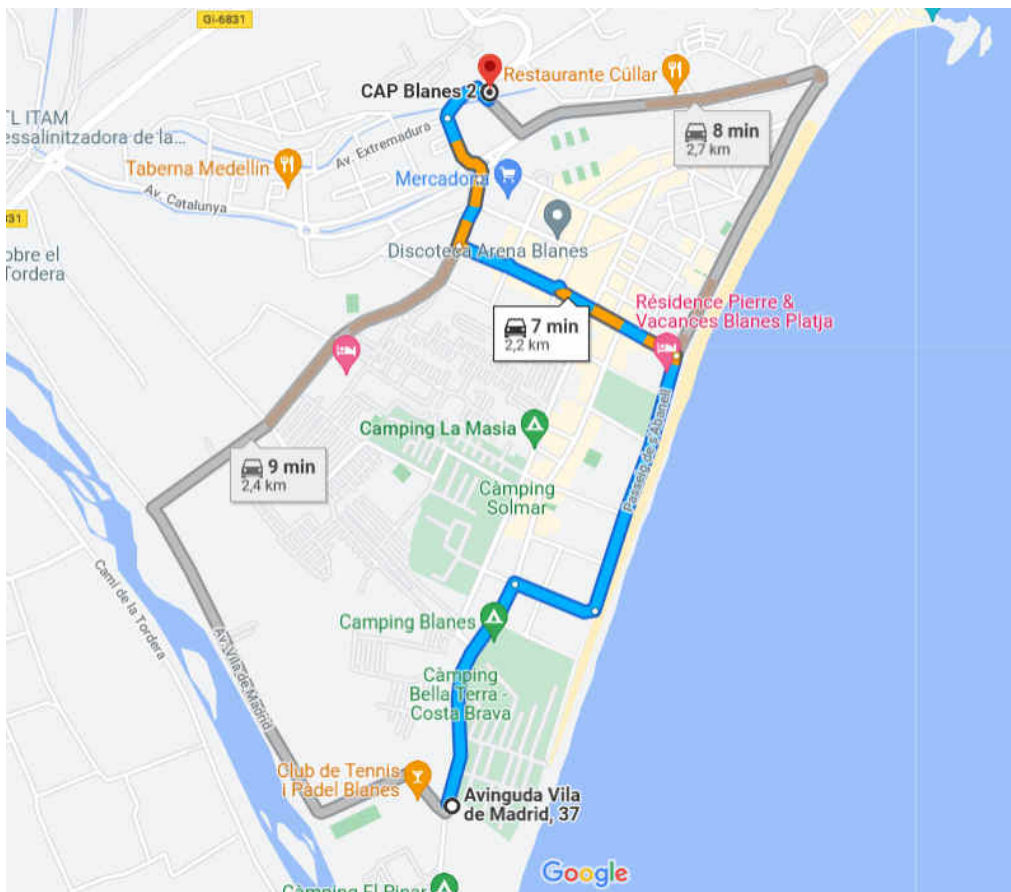 GI-6831
CAP Blanes 2
Restaurante Cúllar
TL ITAM
essalinitzadora de la...
Av. Extremadura
8 min
2,7 km
Taberna Medellín
Mercadona
Av. Catalunya
31
obre el
Tordera
Discoteca Arena Blanes
Résidence Pierre &
Vacances Blanes Platja
7 min
2,2 km
Passeig de s'Abanell
Camping La Masia
9 min
2,4 km
Càmping
Solmar
Camí de la Tordera
Camping Blanes
Av. Vila de Madrid
Càmping
Bella Terra -
Costa Brava
Club de Tennis
i Pàdel Blanes
Avinguda Vila
de Madrid, 37
Google
Càmping El Pinar